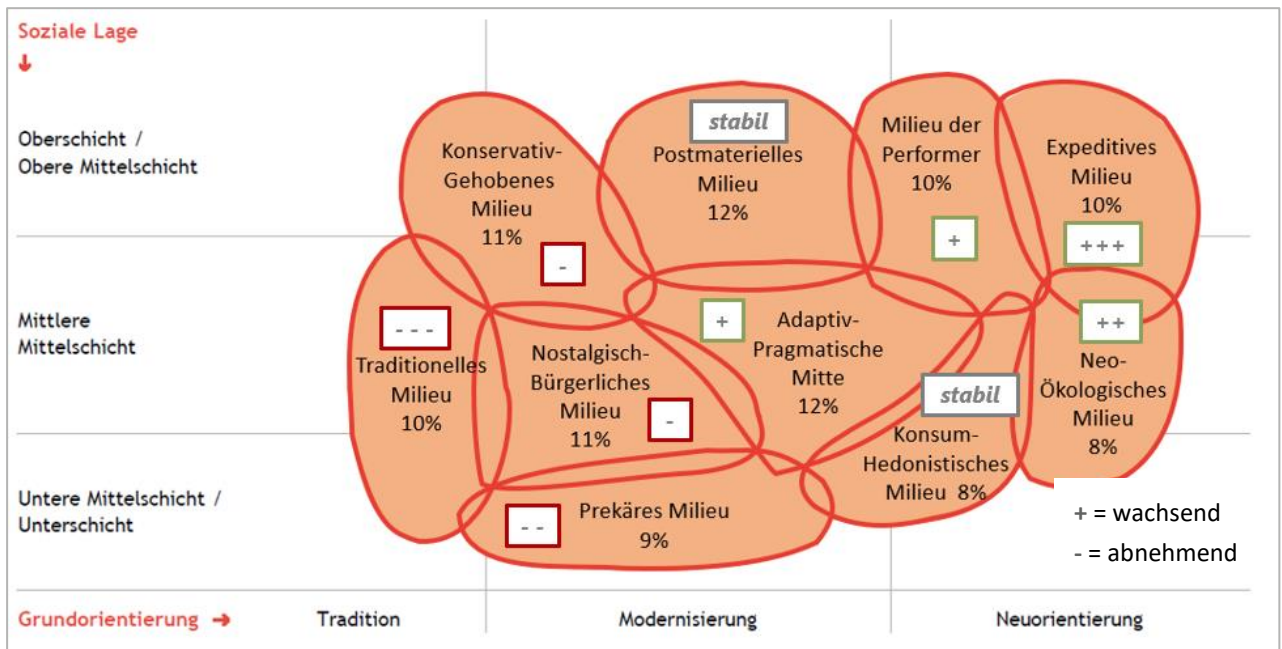 Soziale Lage
↓
Oberschicht /
Obere Mittelschicht
Mittlere
Mittelschicht
Untere Mittelschicht /
Unterschicht
Konservativ-
Gehobenes
Milieu
11%
-
stabil
Postmaterielles
Milieu
12%
Milieu der
Performer
10%
+
Expeditives
Milieu
10%
+++
- - -
Traditionelles
Milieu
10%
Nostalgisch-
Bürgerliches
Milieu
11%
-
+
Adaptiv-
Pragmatische
Mitte
12%
stabil
Konsum-
Hedonistisches
Milieu 8%
++
Neo-
Ökologisches
Milieu
8%
- -
Prekäres Milieu
9%
+ = wachsend
- = abnehmend
Grundorientierung →
Tradition
Modernisierung
Neuorientierung